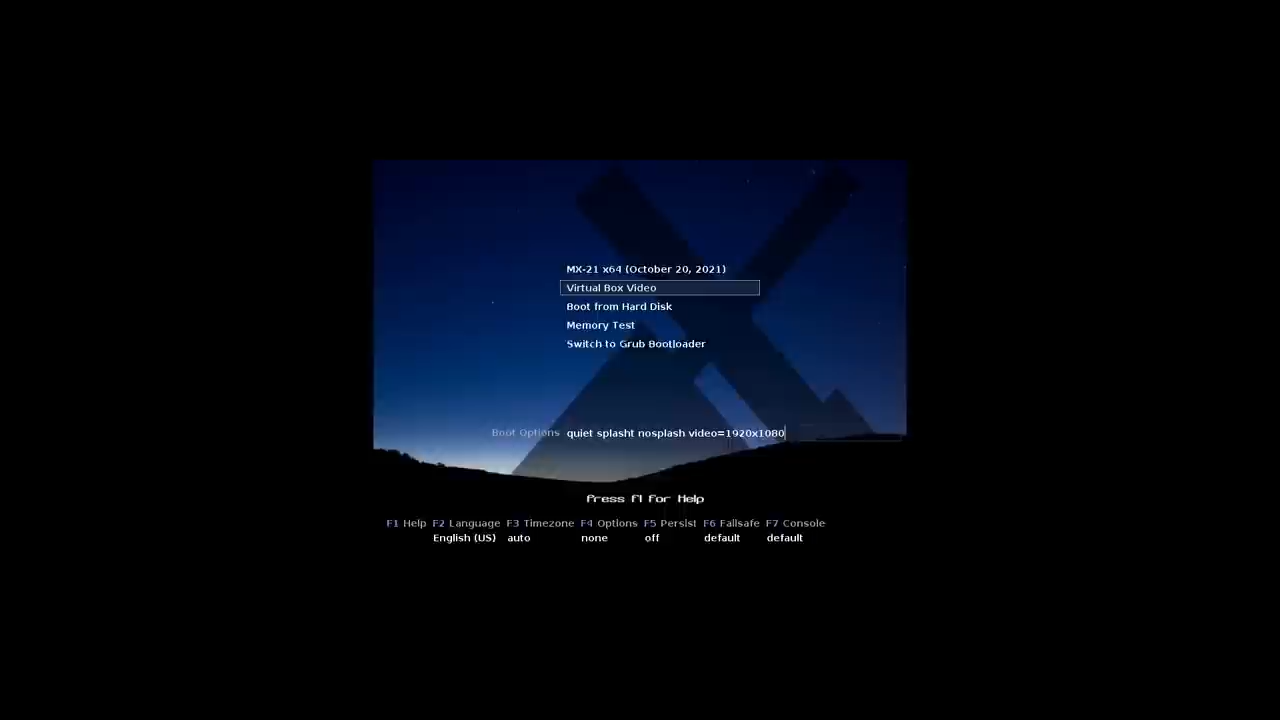 MX-21 x64 (October 20, 2021)
Virtual Box Video
Boot from Hard Disk
Memory Test
Switch to Grub Bootloader
Boot Options quiet splasht nosplash video=1920x1080
Press F1 for Help
F1 Help F2 Language F3 Timezone F4 Options F5 Persist F6 Failsafe F7 Console
English (US) auto none off default default